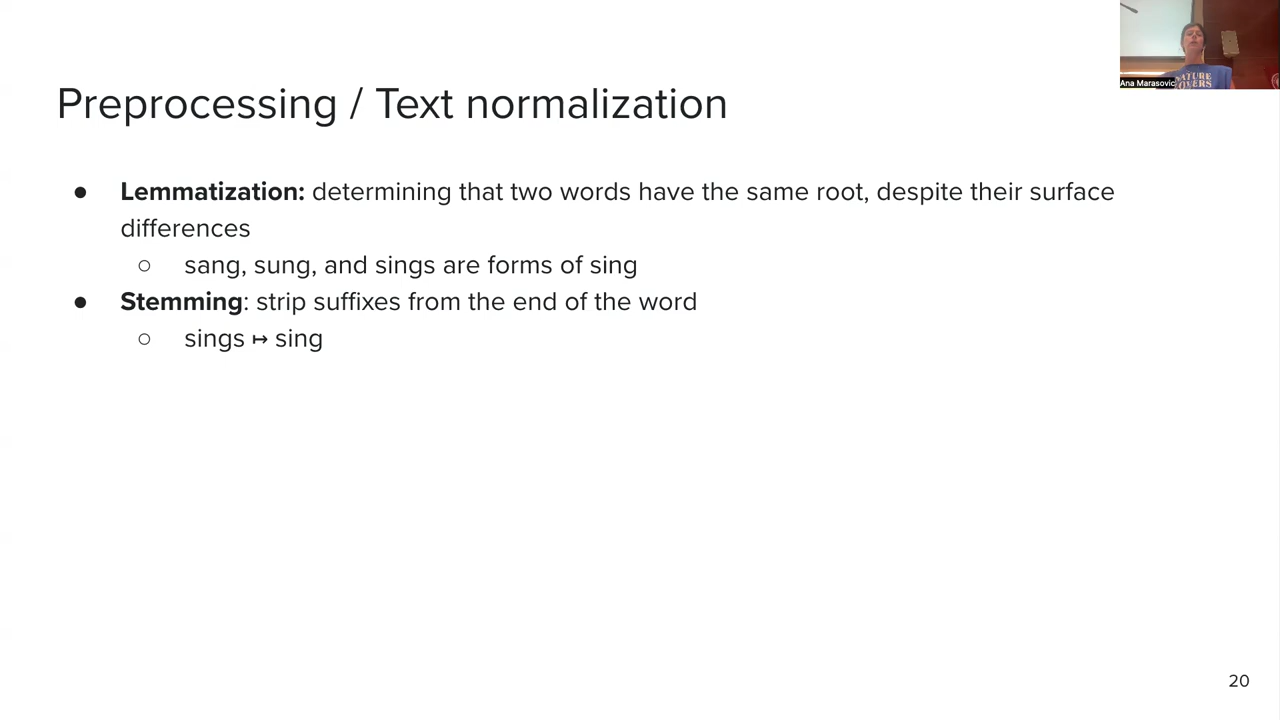 Ana Marasovic
NATURE
LOVERS
Preprocessing / Text normalization
● Lemmatization: determining that two words have the same root, despite their surface
differences
○ sang, sung, and sings are forms of sing
● Stemming: strip suffixes from the end of the word
○ sings ↦ sing
20